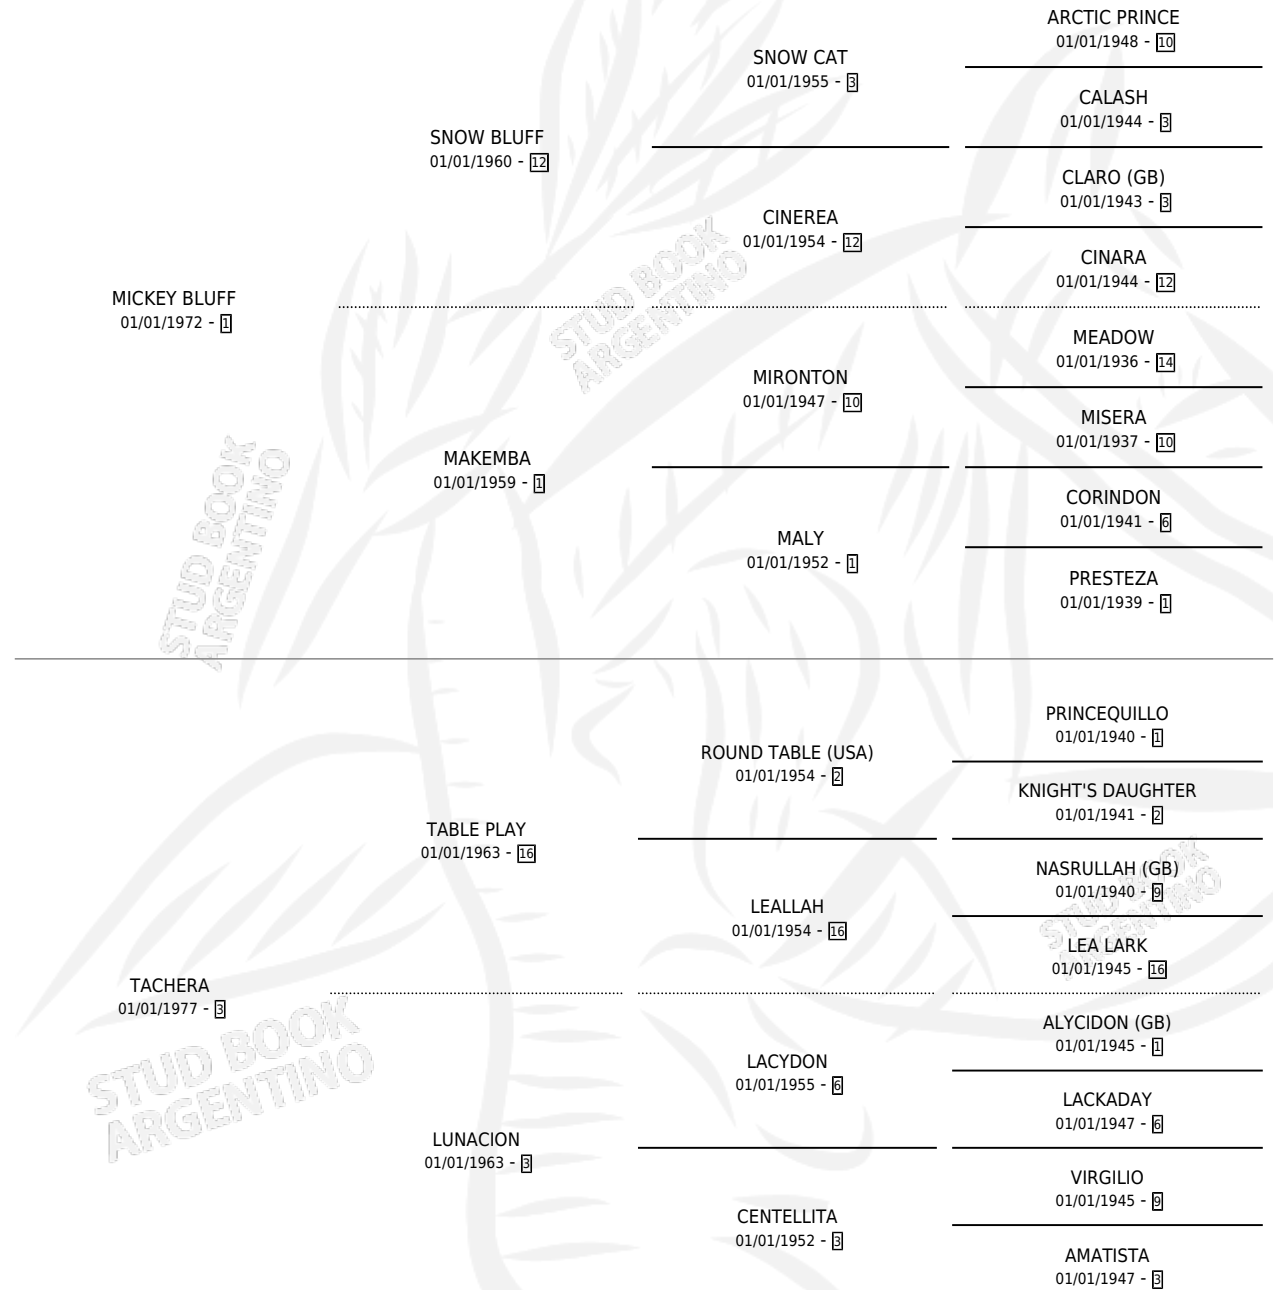 ARCTIC PRINCE
01/01/1948 - 10
SNOW CAT
01/01/1955 - 3
CALASH
01/01/1944 - 3
SNOW BLUFF
01/01/1960 - 12
CLARO (GB)
01/01/1943 - 3
CINEREA
01/01/1954 - 12
CINARA
01/01/1944 - 12
MICKEY BLUFF
01/01/1972 - 1
STUD BOOK
ARGENTINO
MEADOW
01/01/1936 - 14
MIRONTON
01/01/1947 - 10
MISERA
01/01/1937 - 10
MAKEMBA
01/01/1959 - 1
CORINDON
01/01/1941 - 6
MALY
01/01/1952 - 1
PRESTEZA
01/01/1939 - 1
STUD BOOK
ARGENTINO
PRINCEQUILLO
01/01/1940 - 1
ROUND TABLE (USA)
01/01/1954 - 2
KNIGHT'S DAUGHTER
01/01/1941 - 2
TABLE PLAY
01/01/1963 - 16
NASRULLAH (GB)
01/01/1940 - 9
LEALLAH
01/01/1954 - 16
STUD BOOK
ARGENTINO
LEA LARK
01/01/1945 - 16
TACHERA
01/01/1977 - 3
STUD BOOK
ARGENTINO
ALYCIDON (GB)
01/01/1945 - 1
LACYDON
01/01/1955 - 6
LACKADAY
01/01/1947 - 6
LUNACION
01/01/1963 - 3
VIRGILIO
01/01/1945 - 9
CENTELLITA
01/01/1952 - 3
AMATISTA
01/01/1947 - 3